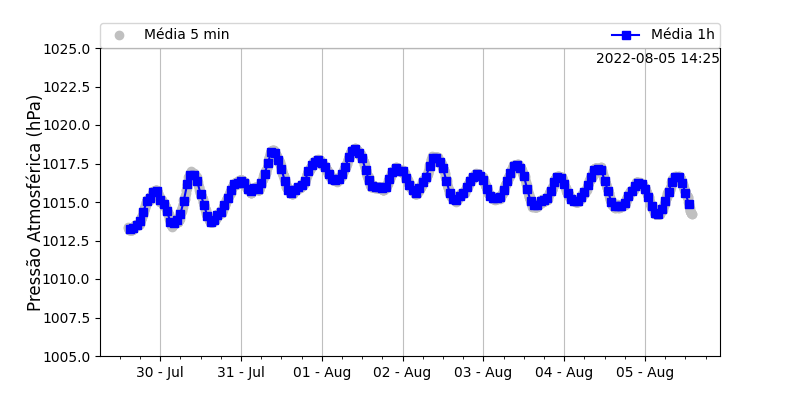 Média 5 min
Média 1h
2022-08-05 14:25
Pressão Atmosférica (hPa)
1025.0
1022.5
1020.0
1017.5
1015.0
1012.5
1010.0
1007.5
1005.0
30 - Jul
31 - Jul
01 - Aug
02 - Aug
03 - Aug
04 - Aug
05 - Aug